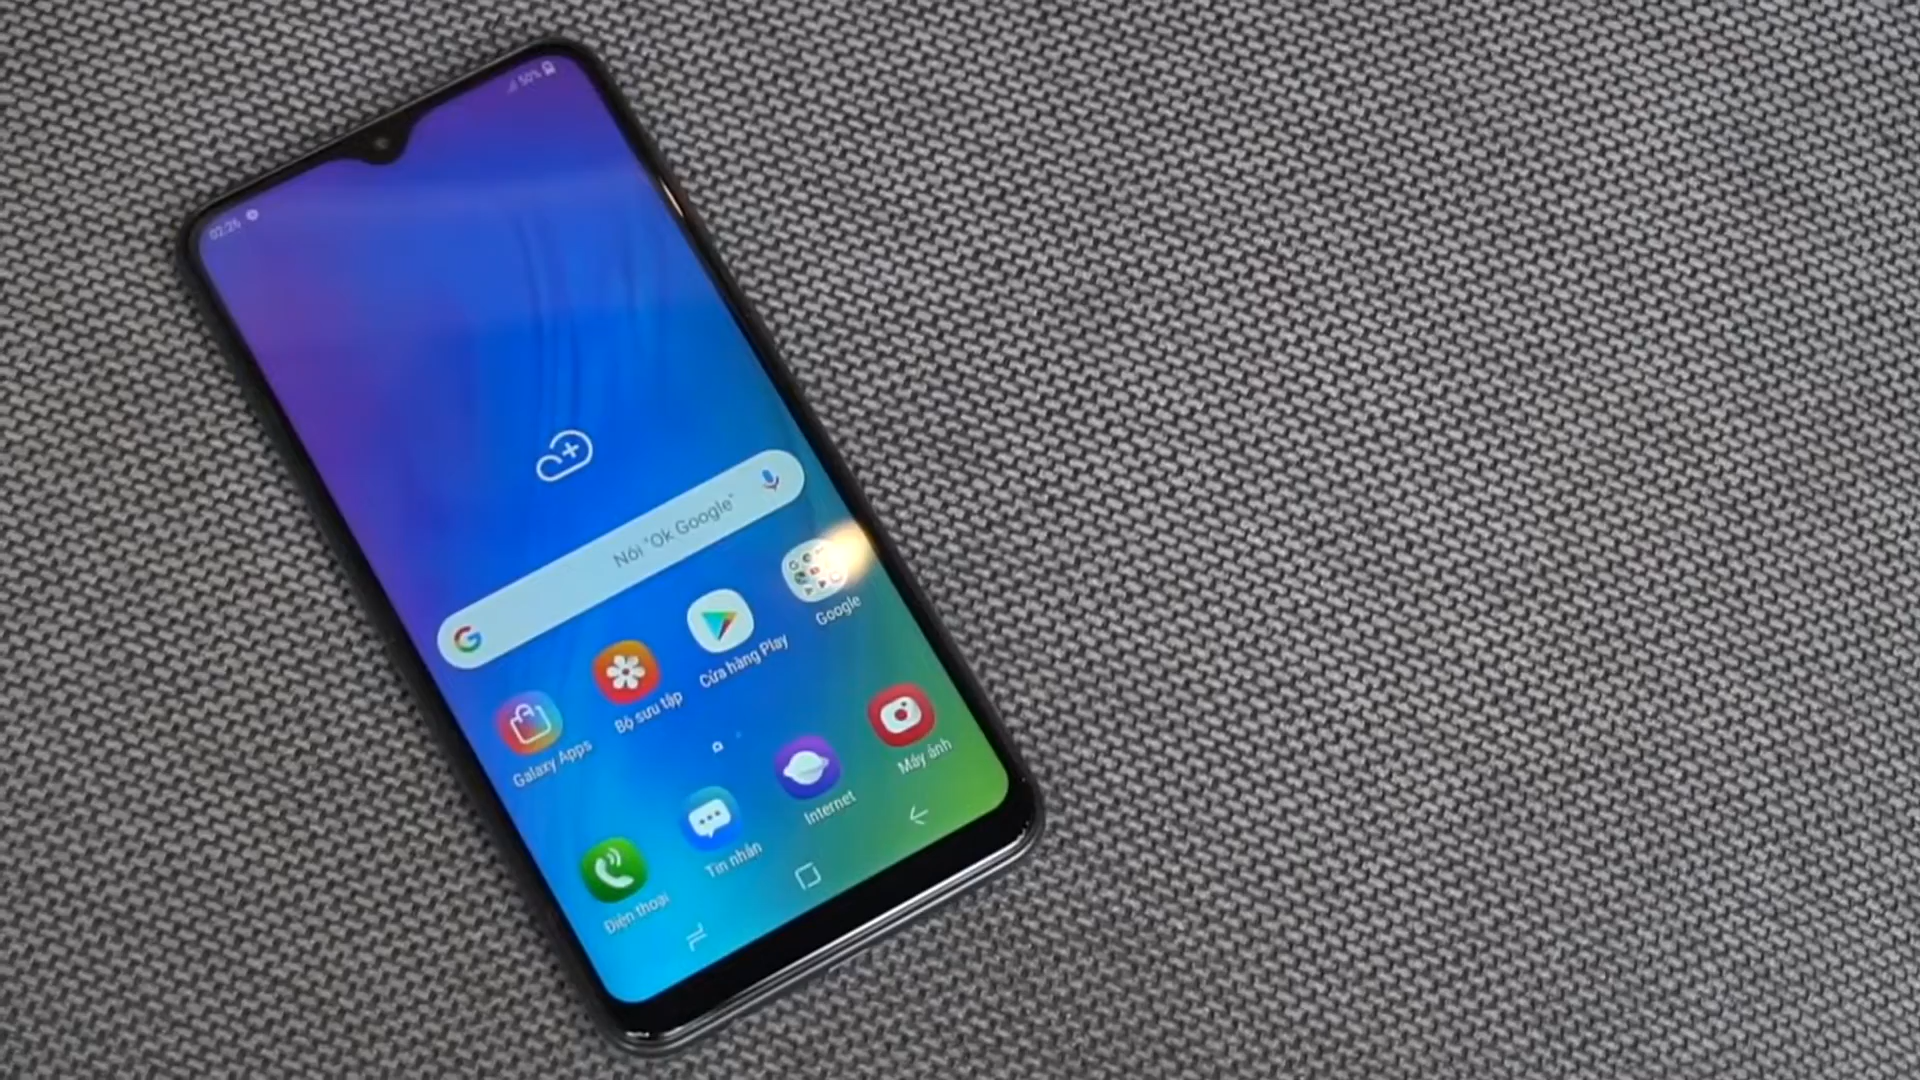 02:26
50%
Nói "Ok Google"
Galaxy Apps
Bộ sưu tập
Cửa hàng Play
Google
Điện thoại
Tin nhắn
Internet
Máy ảnh